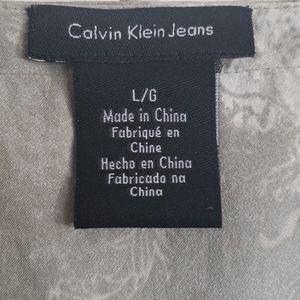 Calvin Klein Jeans
L/G
Made in China
Fabriqué en
Chine
Hecho en China
Fabricado na
China